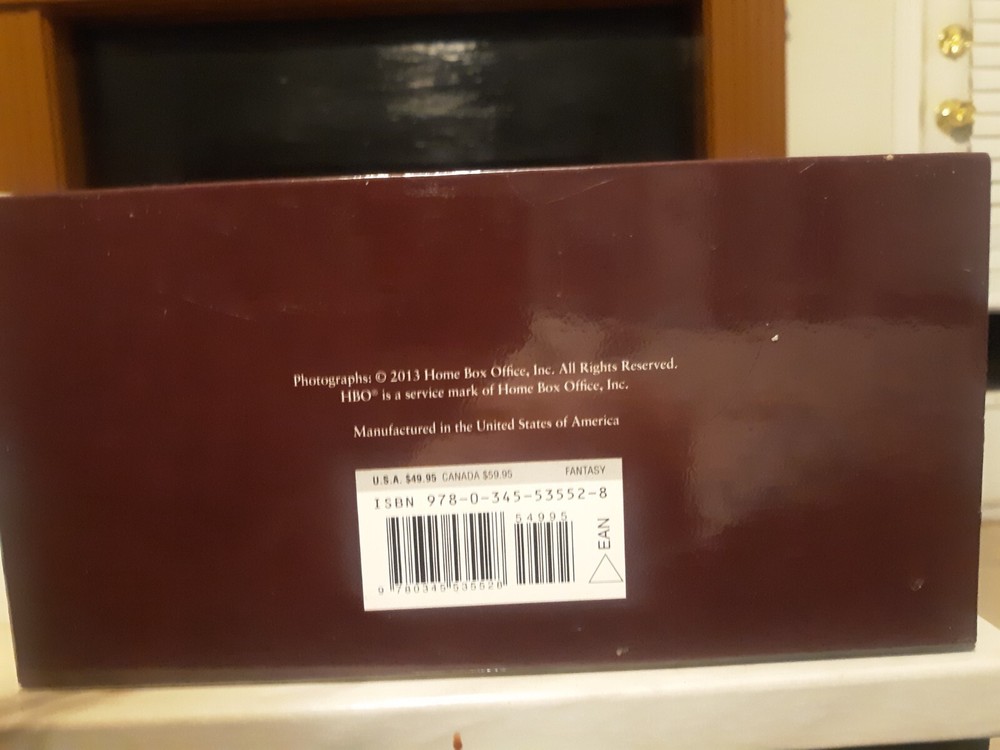 Photographs: © 2013 Home Box Office, Inc. All Rights Reserved.
HBO® is a service mark of Home Box Office, Inc.
Manufactured in the United States of America
U.S.A. $49.95 CANADA $59.95 FANTASY
ISBN 978-0-345-53552-8
54995
EAN
9 780345 535528